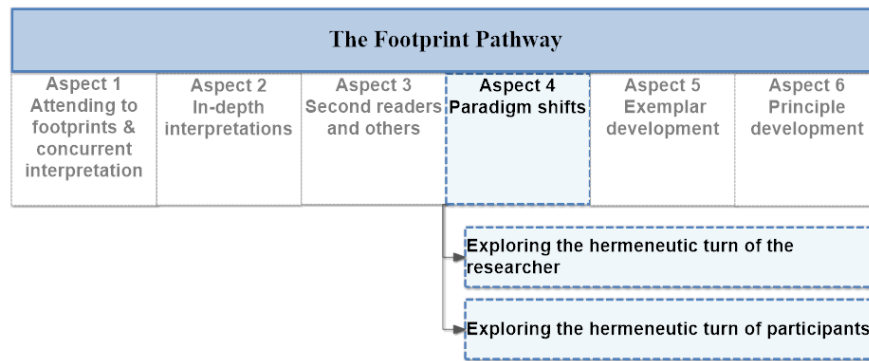 The Footprint Pathway
Aspect 1
Attending to
footprints &
concurrent
interpretation
Aspect 2
In-depth
interpretations
Aspect 3
Second readers
and others
Aspect 4
Paradigm shifts
Aspect 5
Exemplar
development
Aspect 6
Principle
development
Exploring the hermeneutic turn of the
researcher
Exploring the hermeneutic turn of participants